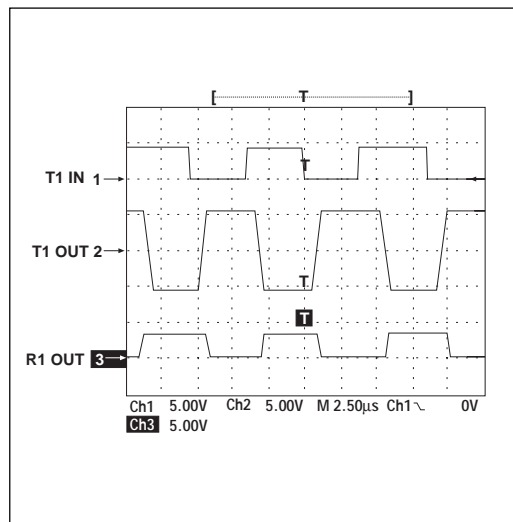 [ T ]
T1 IN 1
T
T1 OUT 2
T
T
R1 OUT 3
Ch1 5.00V Ch2 5.00V M 2.50µs Ch1 0V
Ch3 5.00V